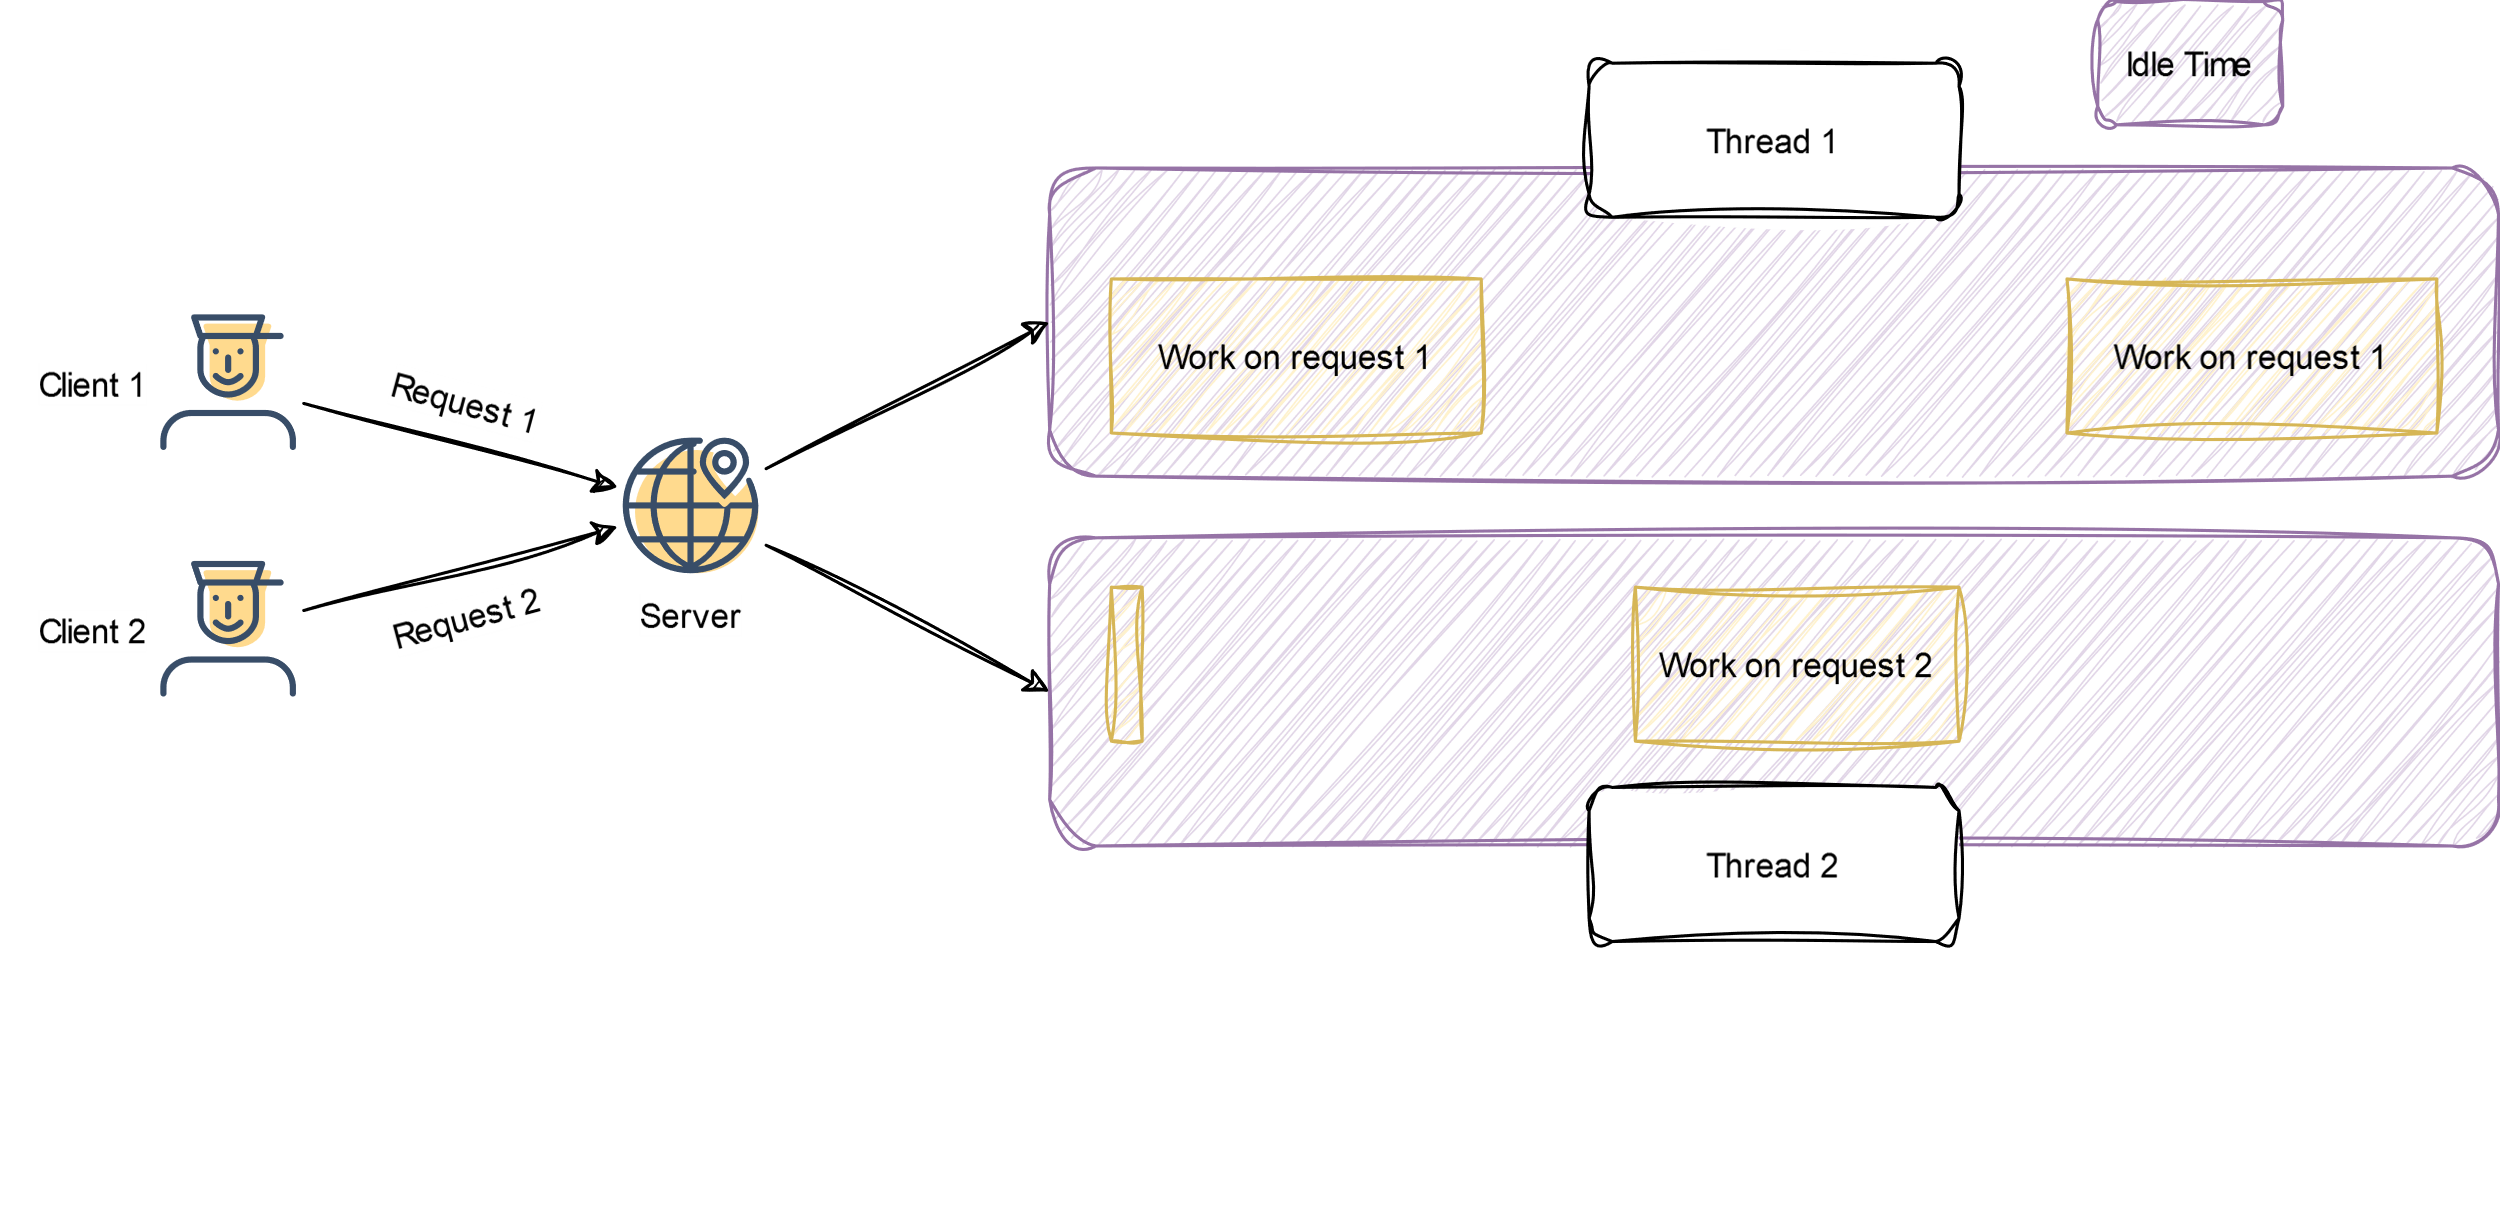 Idle Time
Thread 1
Work on request 1
Work on request 1
Client 1
Request 1
Request 2
Server
Client 2
Work on request 2
Thread 2